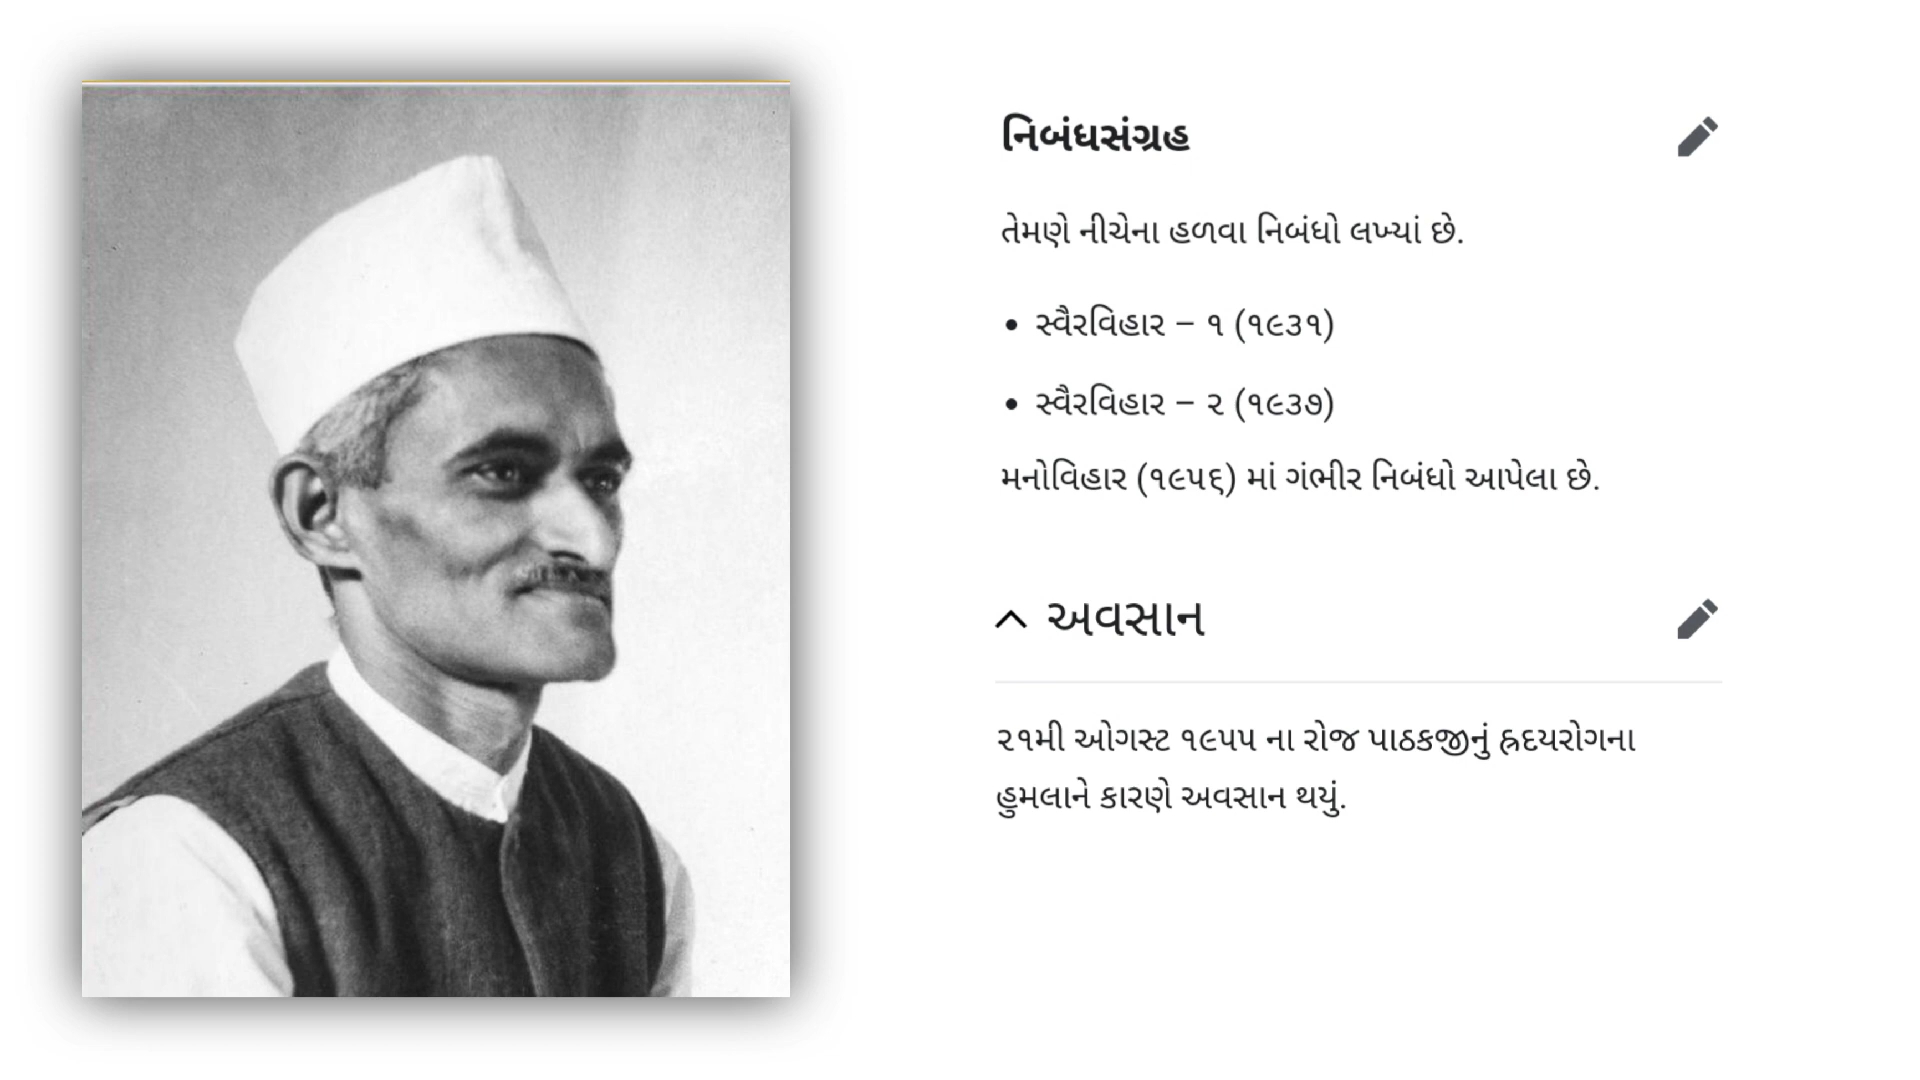 નિબંધસંગ્રહ
તેમણે નીચેના હળવા નિબંધો લખ્યાં છે.
• સ્વૈરવિહાર – ૧ (૧૯૩૧)
• સ્વૈરવિહાર – ૨ (૧૯૩૭)
મનોવિહાર (૧૯૫૬) માં ગંભીર નિબંધો આપેલા છે.
અવસાન
૨૧મી ઓગસ્ટ ૧૯૫૫ ના રોજ પાઠકજીનું હ્રદયરોગના
હુમલાને કારણે અવસાન થયું.